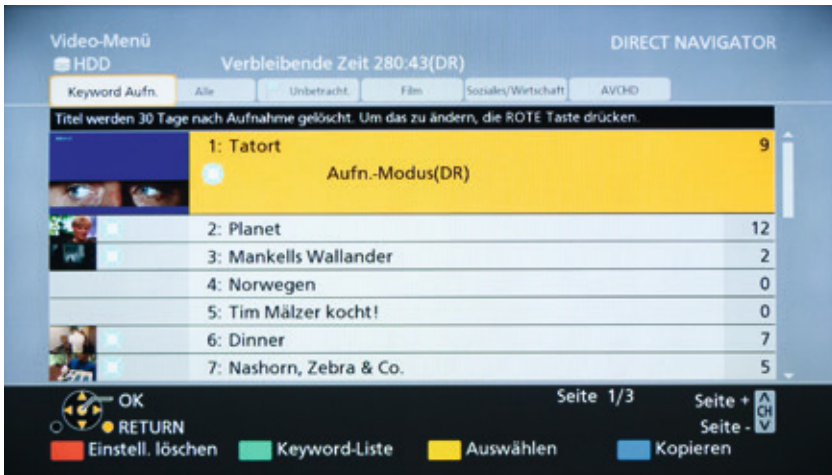 Video-Menü
DIRECT NAVIGATOR
HDD Verbleibende Zeit 280:43(DR)
Keyword Aufn. Alle Unbetracht. Film Soziales/Wirtschaft AVCHD
Titel werden 30 Tage nach Aufnahme gelöscht. Um das zu ändern, die ROTE Taste drücken.
1: Tatort 9
Aufn.-Modus(DR)
2: Planet 12
3: Mankells Wallander 2
4: Norwegen 0
5: Tim Mälzer kocht! 0
6: Dinner 7
7: Nashorn, Zebra & Co. 5
OK Seite 1/3 Seite + CH
RETURN Seite -
Einstell. löschen Keyword-Liste Auswählen Kopieren